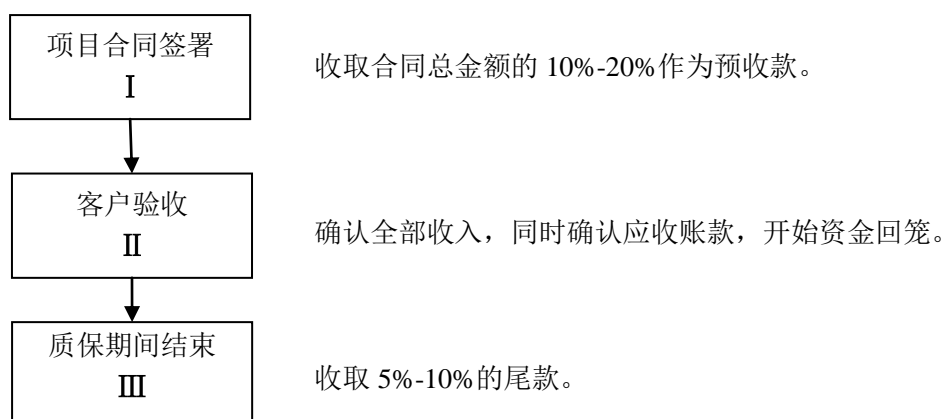 项目合同签署
Ⅰ
收取合同总金额的 10%-20%作为预收款。
客户验收
Ⅱ
确认全部收入，同时确认应收账款，开始资金回笼。
质保期间结束
Ⅲ
收取 5%-10%的尾款。